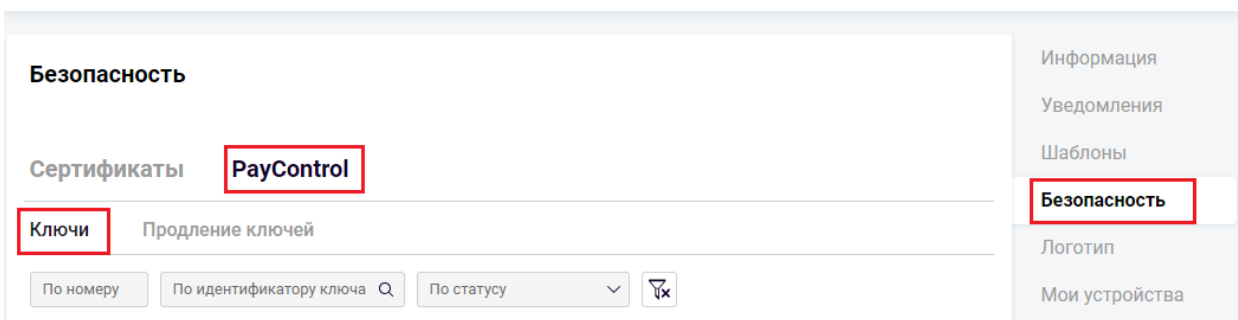 Безопасность
Сертификаты PayControl
Ключи Продление ключей
По номеру По идентификатору ключа По статусу
Информация
Уведомления
Шаблоны
Безопасность
Логотип
Мои устройства